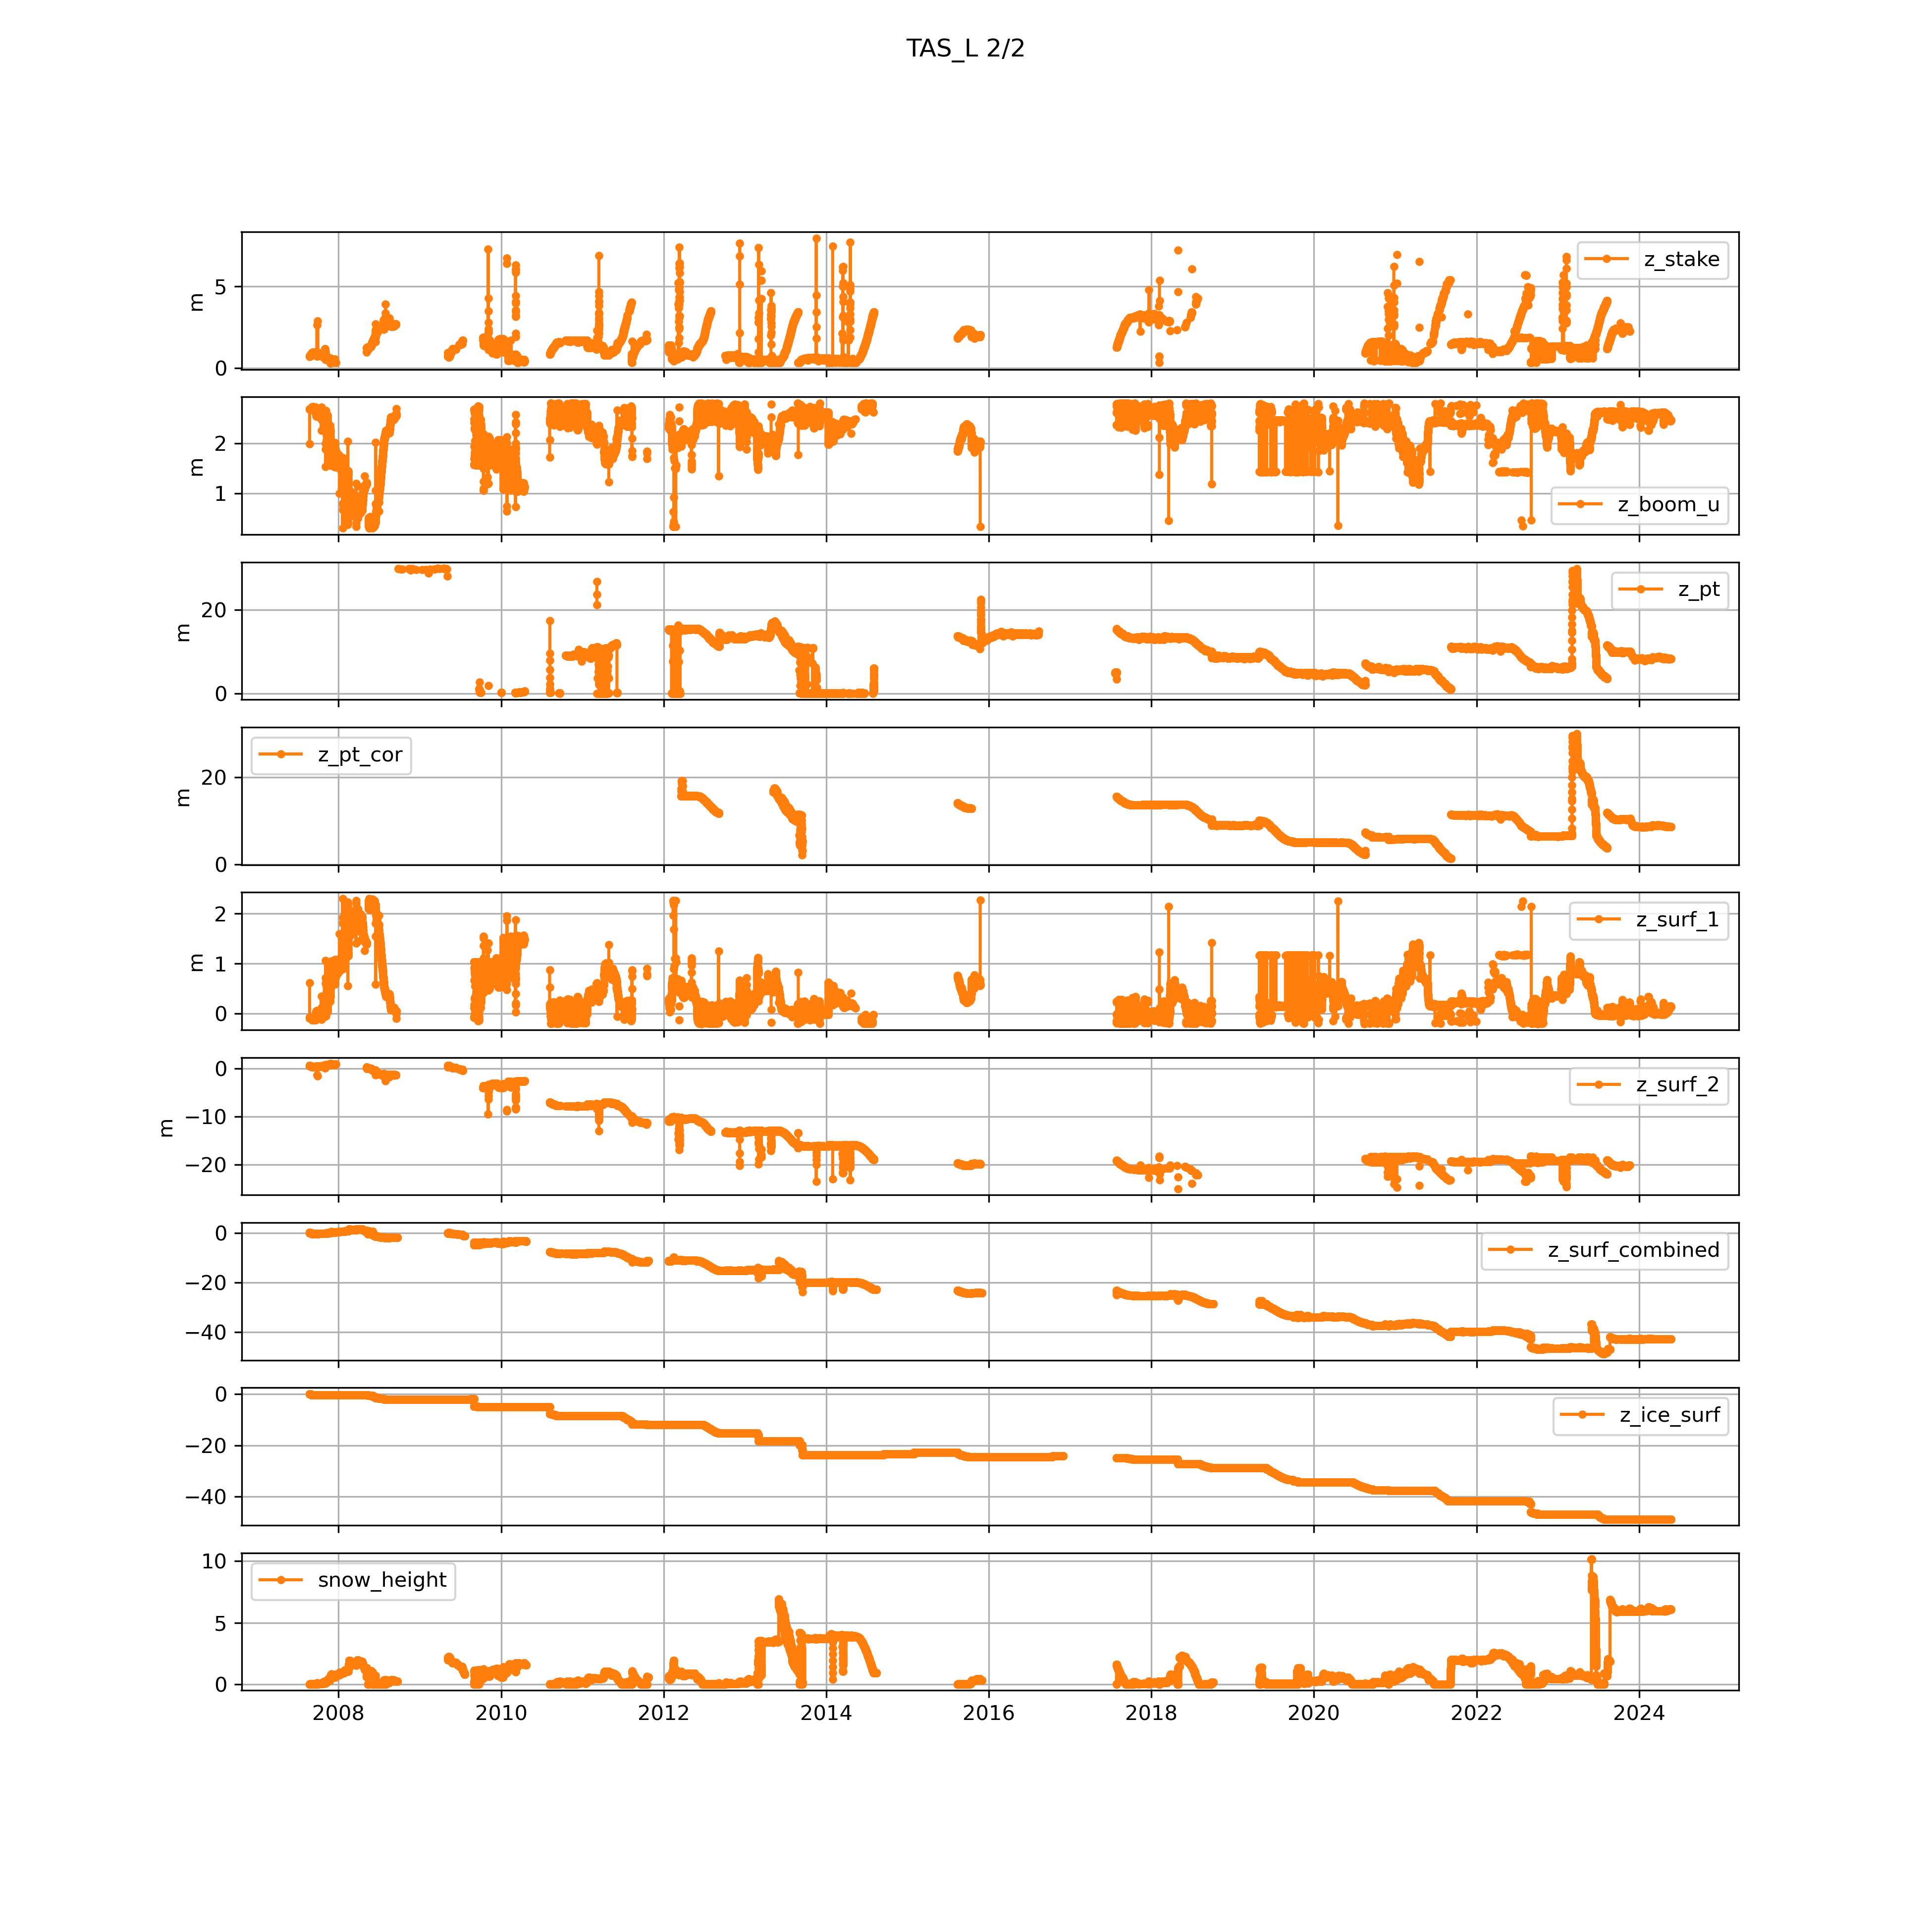 TAS_L 2/2
5
0
m
z_stake
2
1
m
z_boom_u
20
0
m
z_pt
20
0
m
z_pt_cor
2
1
0
m
z_surf_1
0
−10
−20
m
z_surf_2
0
−20
−40
z_surf_combined
0
−20
−40
z_ice_surf
10
5
0
snow_height
2008 2010 2012 2014 2016 2018 2020 2022 2024